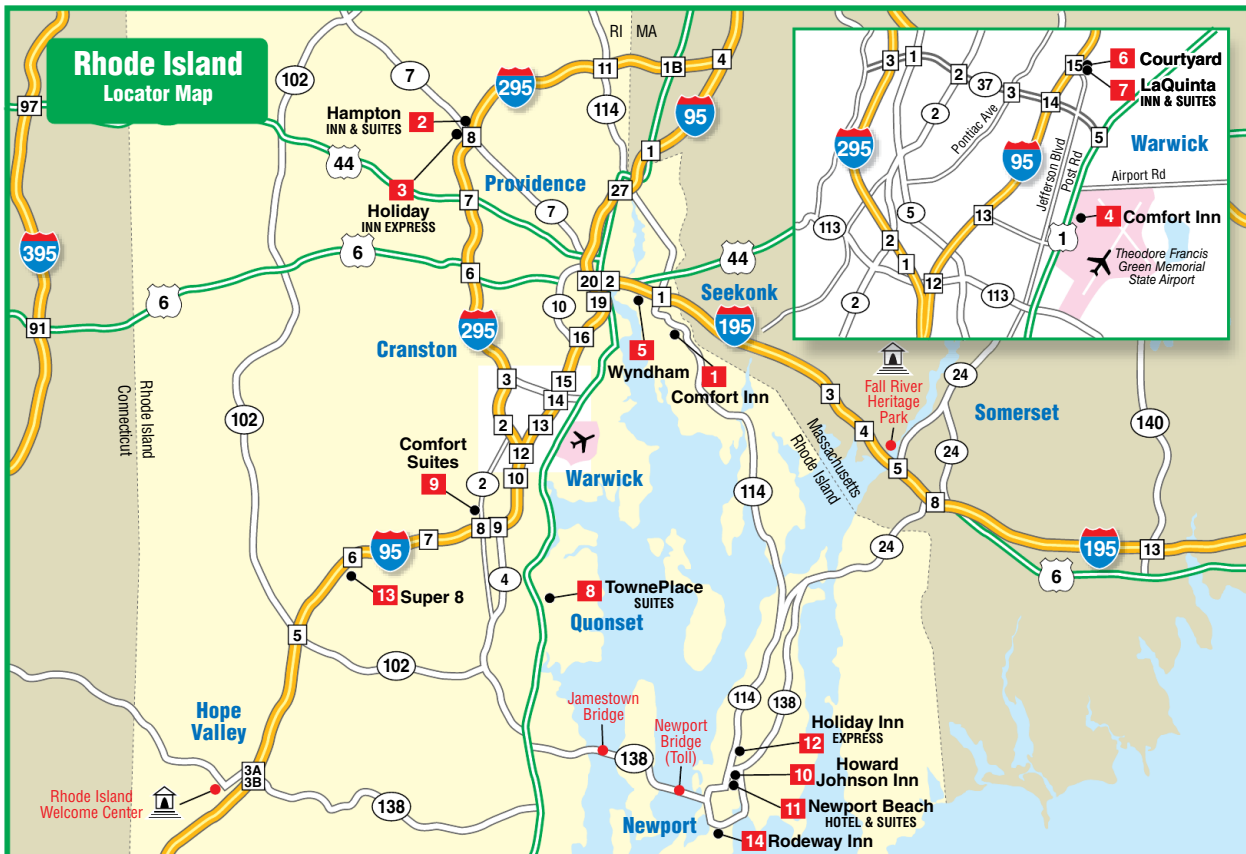 Rhode Island
Locator Map
RI
MA
102
7
295
11
1B
4
114
95
97
Hampton
INN & SUITES
2
8
1
44
3
Holiday
INN EXPRESS
Providence
7
7
27
395
6
6
6
20
2
44
10
19
1
Seekonk
91
295
16
195
Cranston
5
Wyndham
1
Comfort Inn
Rhode Island
Connecticut
3
15
14
3
Fall River
Heritage
Park
24
Somerset
102
2
13
4
140
Massachusetts
Rhode Island
Comfort
Suites
9
12
2
10
Warwick
5
24
114
8
8
9
24
95
7
6
195
13
6
13
Super 8
4
8
TownePlace
SUITES
Quonset
5
102
Hope
Valley
Jamestown
Bridge
114
138
Newport
Bridge
(Toll)
Holiday Inn
EXPRESS
12
138
10
Howard
Johnson Inn
3A
3B
Rhode Island
Welcome Center
138
11
Newport Beach
HOTEL & SUITES
Newport
14
Rodeway Inn
3
1
2
37
3
15
6
Courtyard
7
LaQuinta
INN & SUITES
14
2
Pontiac Ave
5
295
95
Jefferson Blvd
Post Rd
Warwick
Airport Rd
5
13
4
Comfort Inn
113
2
1
1
Theodore Francis
Green Memorial
State Airport
12
113
2